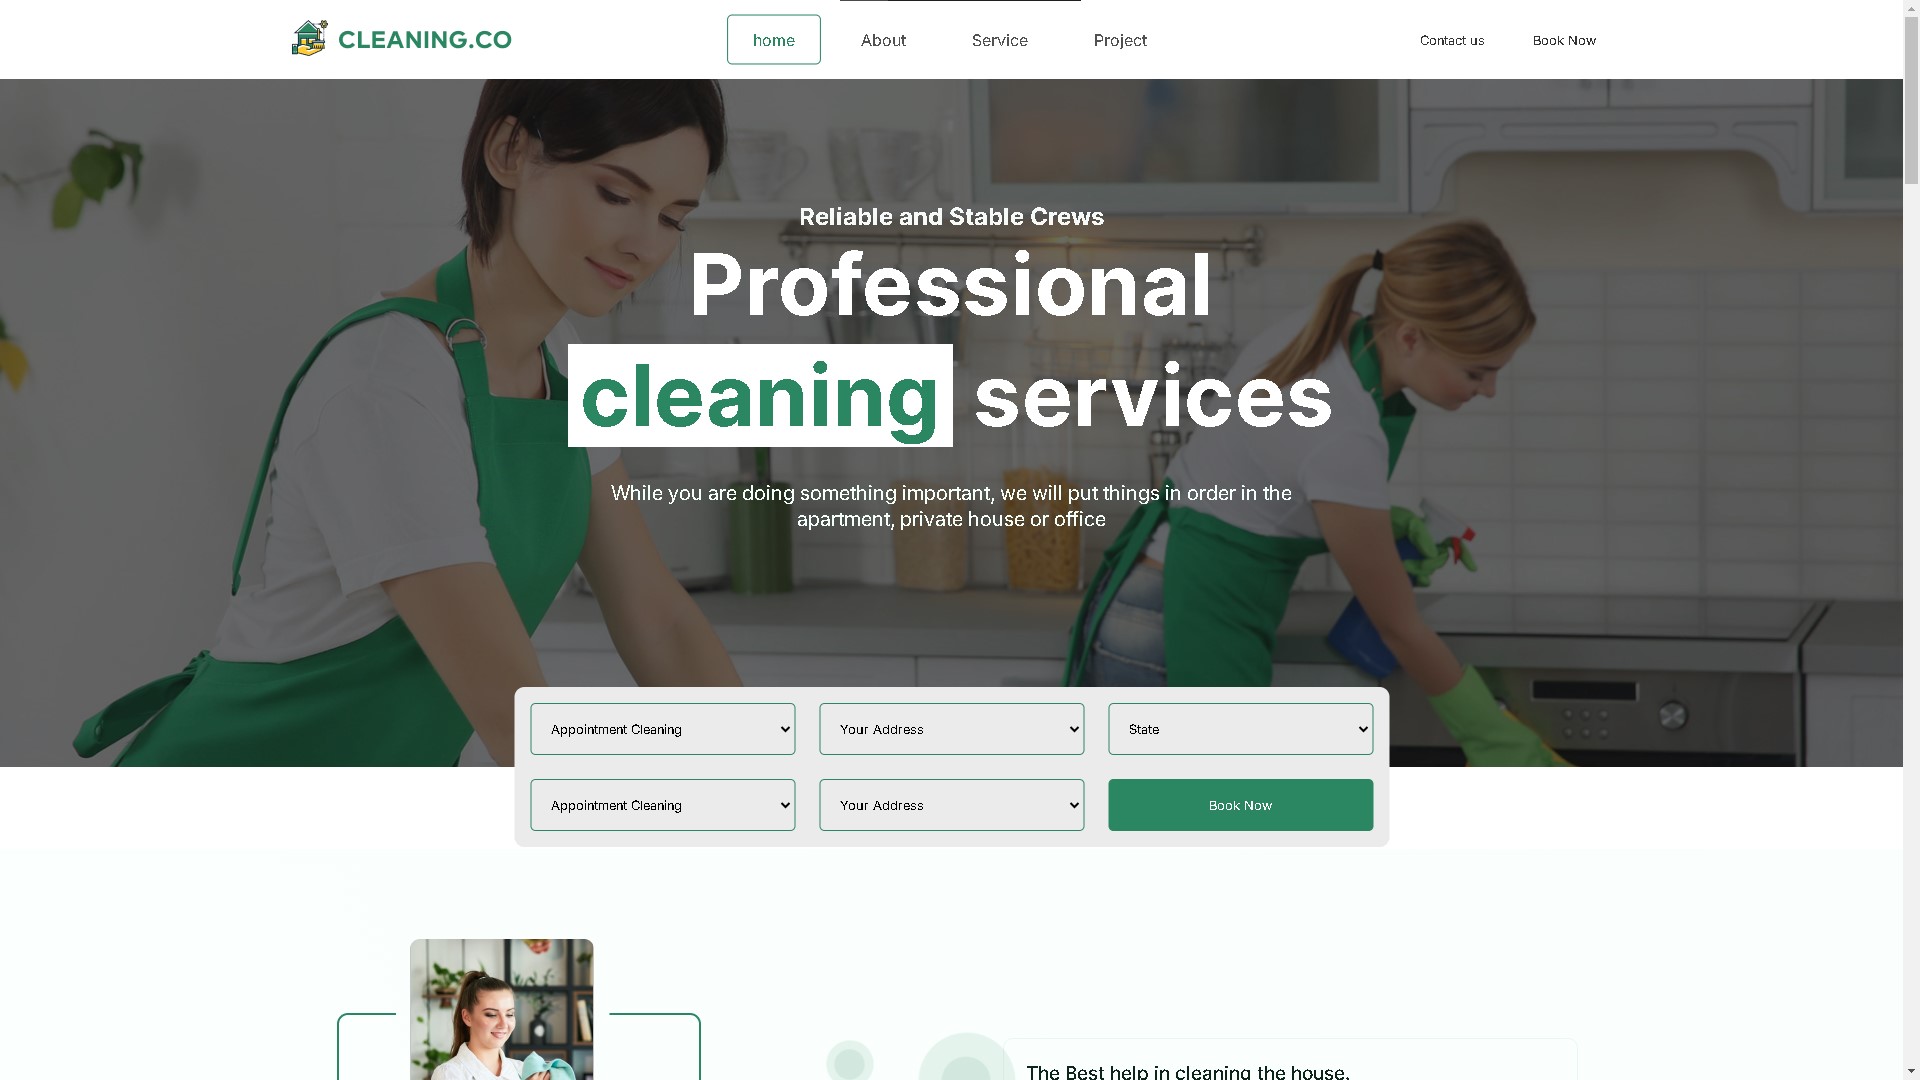 CLEANING.CO
home
About
Service
Project
Contact us
Book Now
Reliable and Stable Crews
Professional
cleaning services
While you are doing something important, we will put things in order in the
apartment, private house or office
Appointment Cleaning
Your Address
State
Appointment Cleaning
Your Address
Book Now
The Best help in cleaning the house,